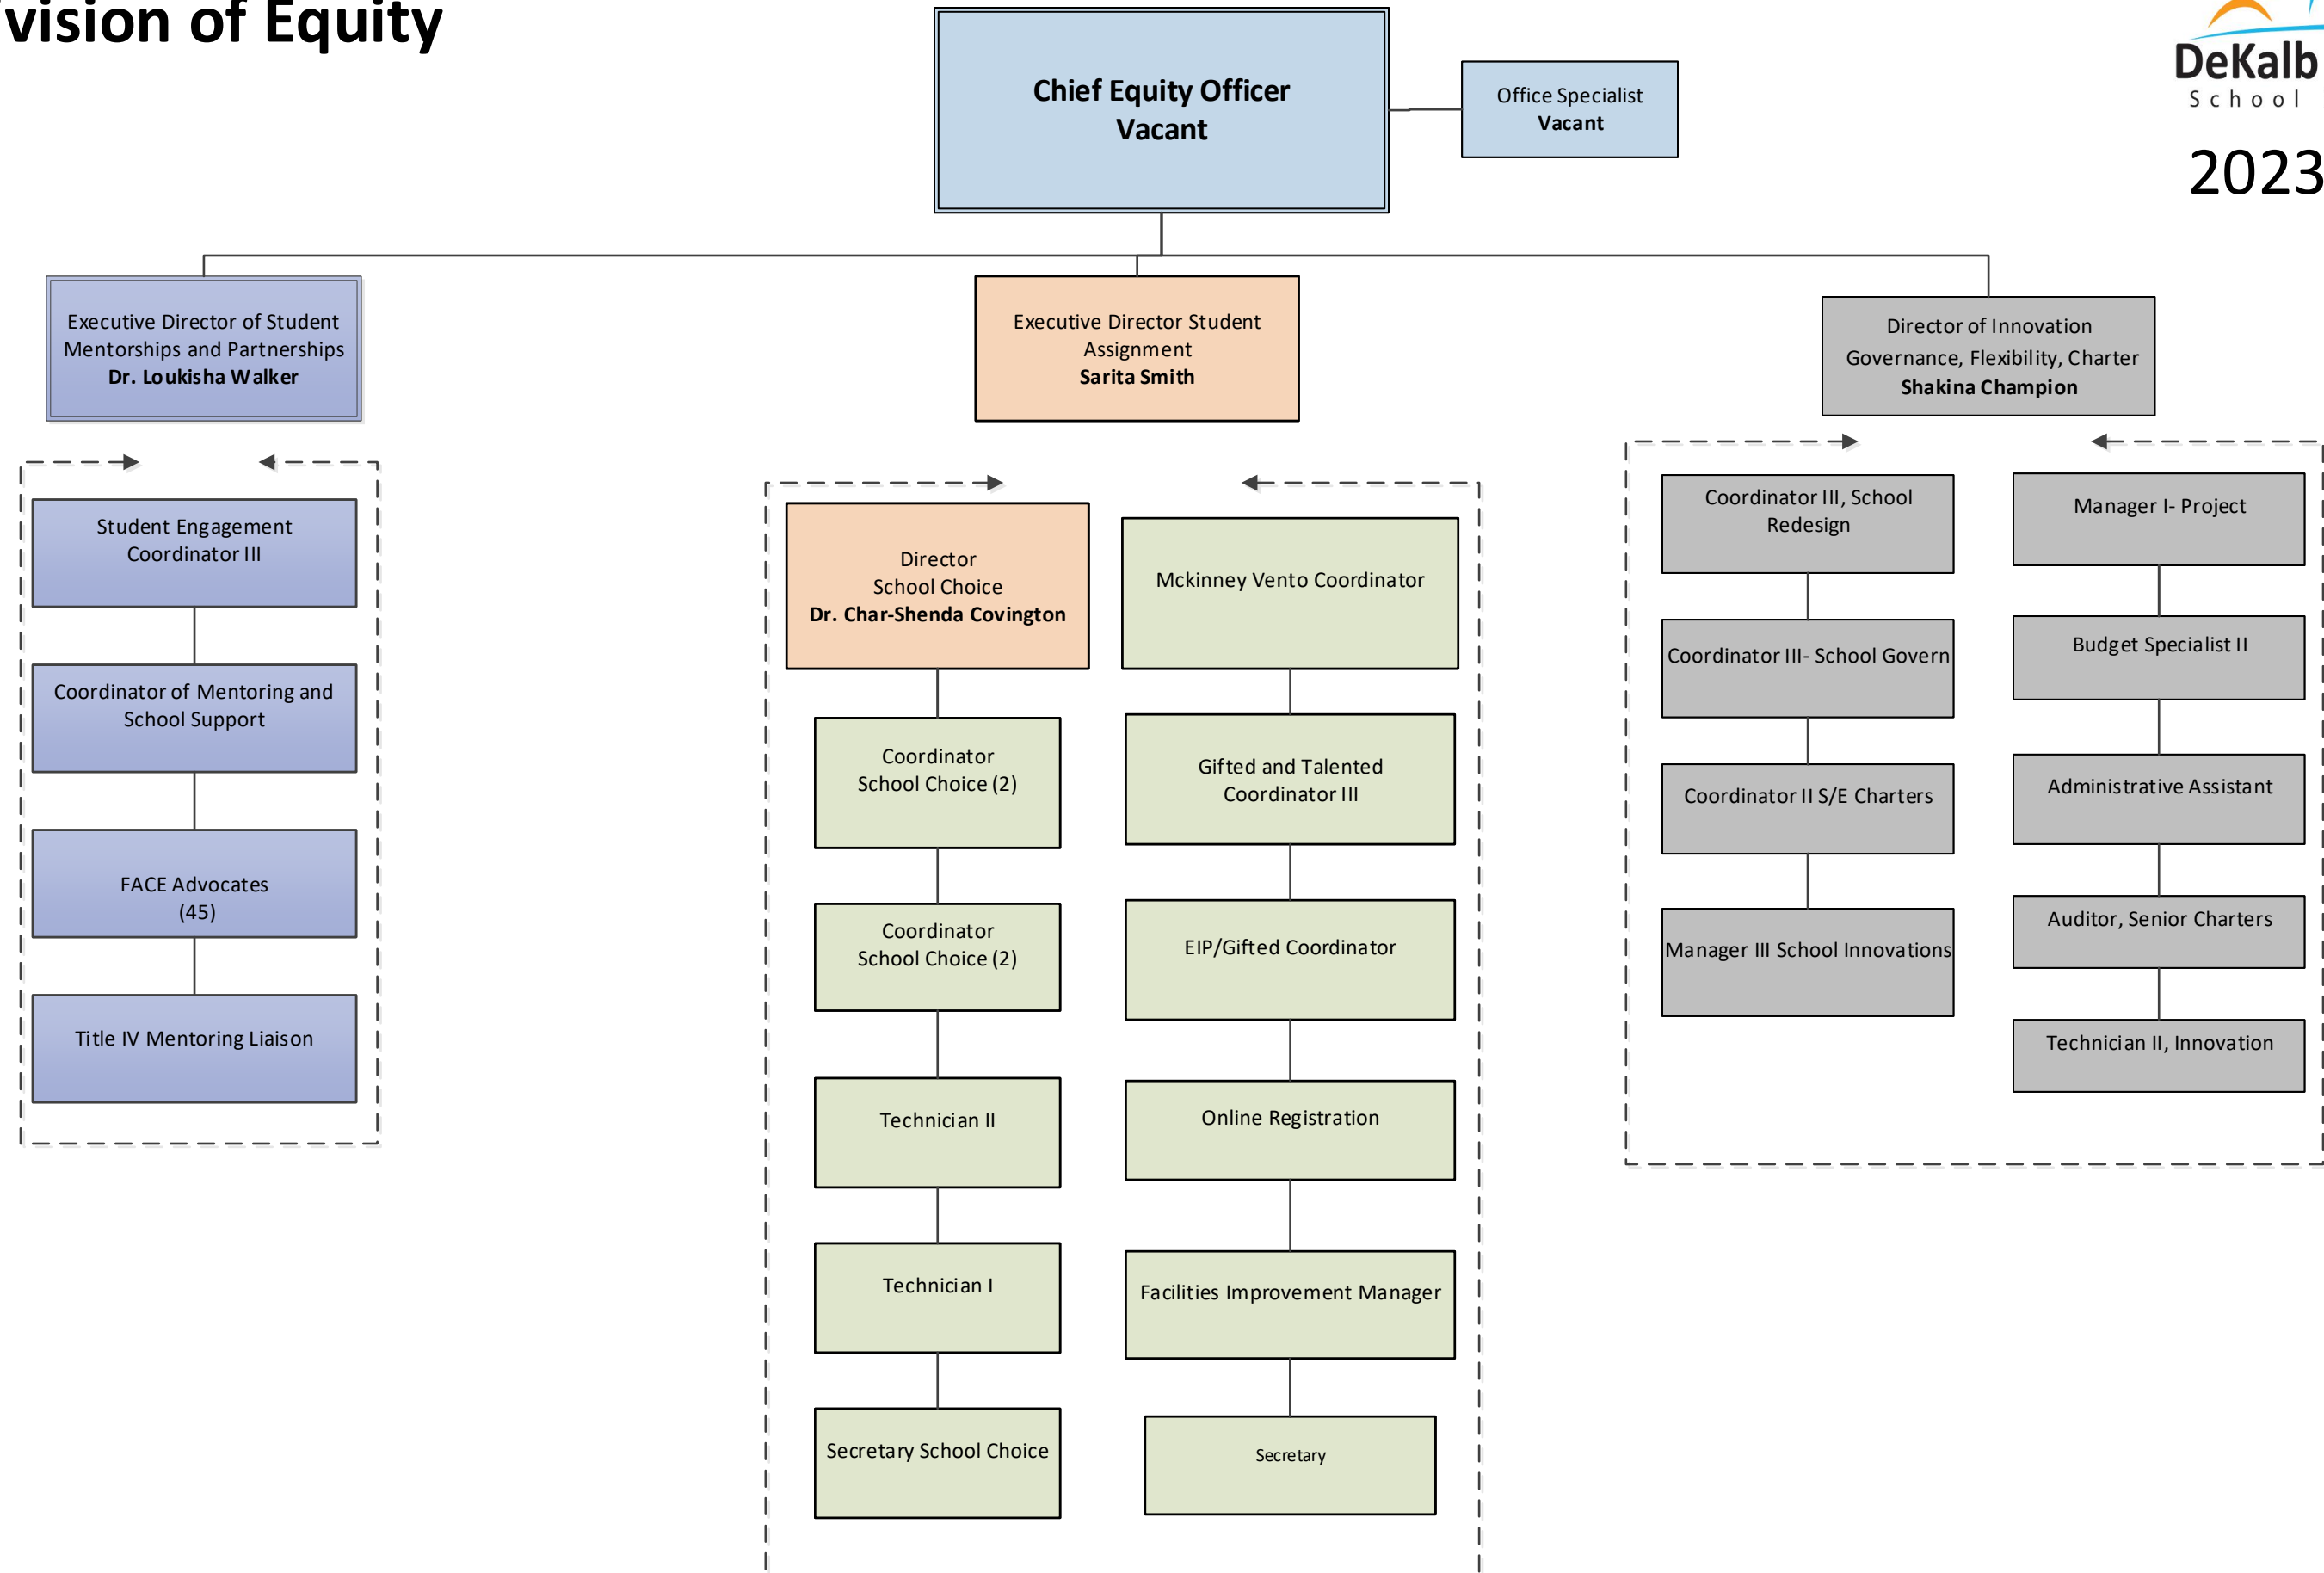 vision of Equity
DeKalb
School
2023
Chief Equity Officer
Vacant
Office Specialist
Vacant
Executive Director of Student
Mentorships and Partnerships
Dr. Loukisha Walker
Executive Director Student
Assignment
Sarita Smith
Director of Innovation
Governance, Flexibility, Charter
Shakina Champion
Student Engagement
Coordinator III
Coordinator of Mentoring and
School Support
FACE Advocates
(45)
Title IV Mentoring Liaison
Director
School Choice
Dr. Char-Shenda Covington
Coordinator
School Choice (2)
Coordinator
School Choice (2)
Technician II
Technician I
Secretary School Choice
Mckinney Vento Coordinator
Gifted and Talented
Coordinator III
EIP/Gifted Coordinator
Online Registration
Facilities Improvement Manager
Secretary
Coordinator III, School
Redesign
Coordinator III- School Govern
Coordinator II S/E Charters
Manager III School Innovations
Manager I- Project
Budget Specialist II
Administrative Assistant
Auditor, Senior Charters
Technician II, Innovation